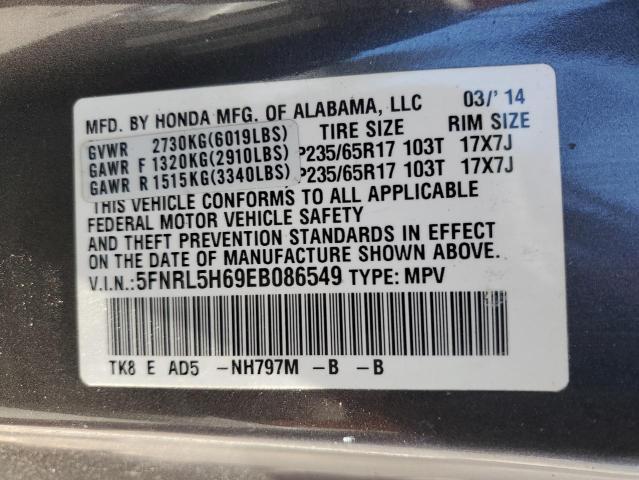 MFD. BY HONDA MFG. OF ALABAMA, LLC 03/'14
TIRE SIZE RIM SIZE
GVWR 2730KG(6019LBS)
GAWR F 1320KG(2910LBS) P235/65R17 103T 17X7J
GAWR R 1515KG(3340LBS) P235/65R17 103T 17X7J
THIS VEHICLE CONFORMS TO ALL APPLICABLE
FEDERAL MOTOR VEHICLE SAFETY
AND THEFT PREVENTION STANDARDS IN EFFECT
ON THE DATE OF MANUFACTURE SHOWN ABOVE.
V.I.N.:5FNRL5H69EB086549 TYPE: MPV
TK8 E AD5 -NH797M -B -B